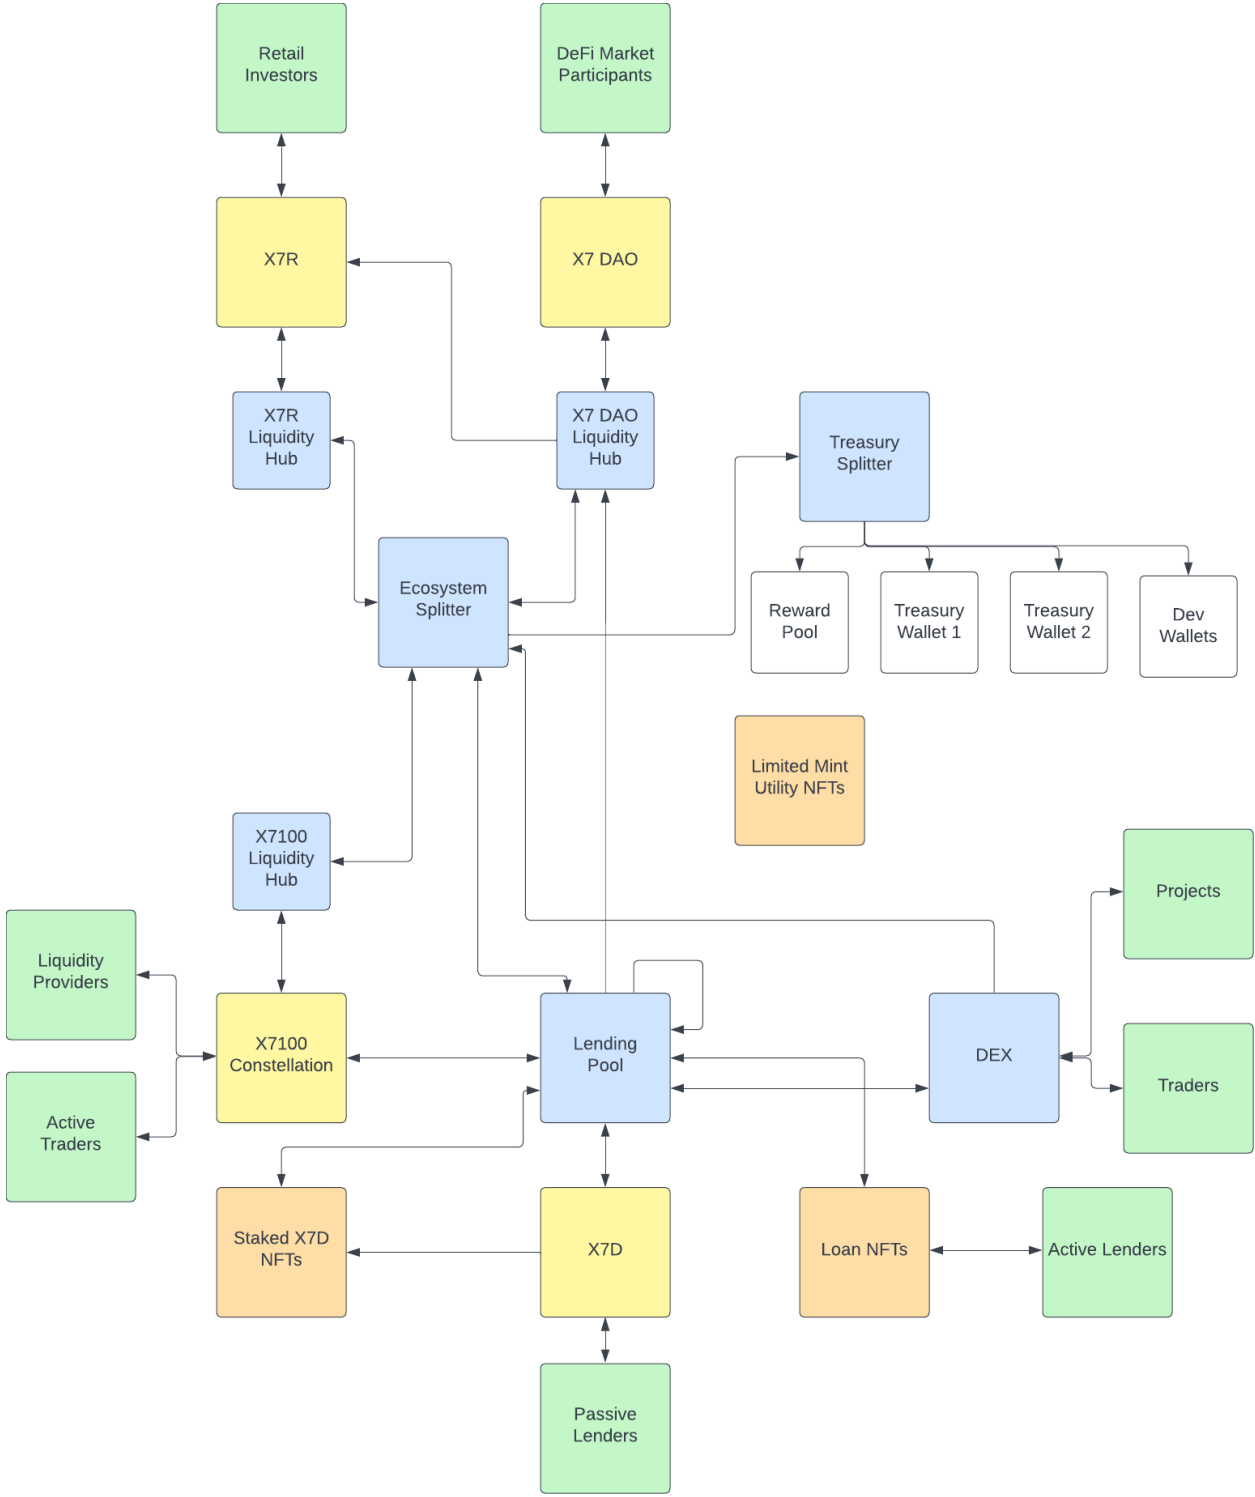 Retail
Investors
DeFi Market
Participants
X7R
X7 DAO
X7R
Liquidity
Hub
X7 DAO
Liquidity
Hub
Treasury
Splitter
Ecosystem
Splitter
Reward
Pool
Treasury
Wallet 1
Treasury
Wallet 2
Dev
Wallets
Limited Mint
Utility NFTs
X7100
Liquidity
Hub
Projects
Liquidity
Providers
X7100
Constellation
Lending
Pool
DEX
Traders
Active
Traders
Staked X7D
NFTs
X7D
Loan NFTs
Active Lenders
Passive
Lenders